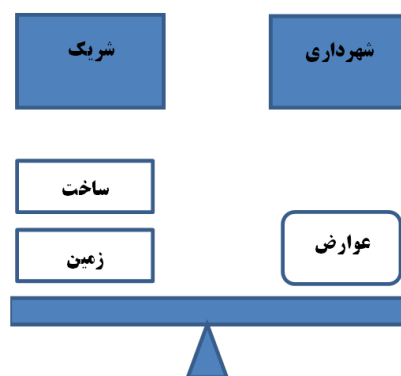 شهرداری
شریک
ساخت
عوارض
زمین